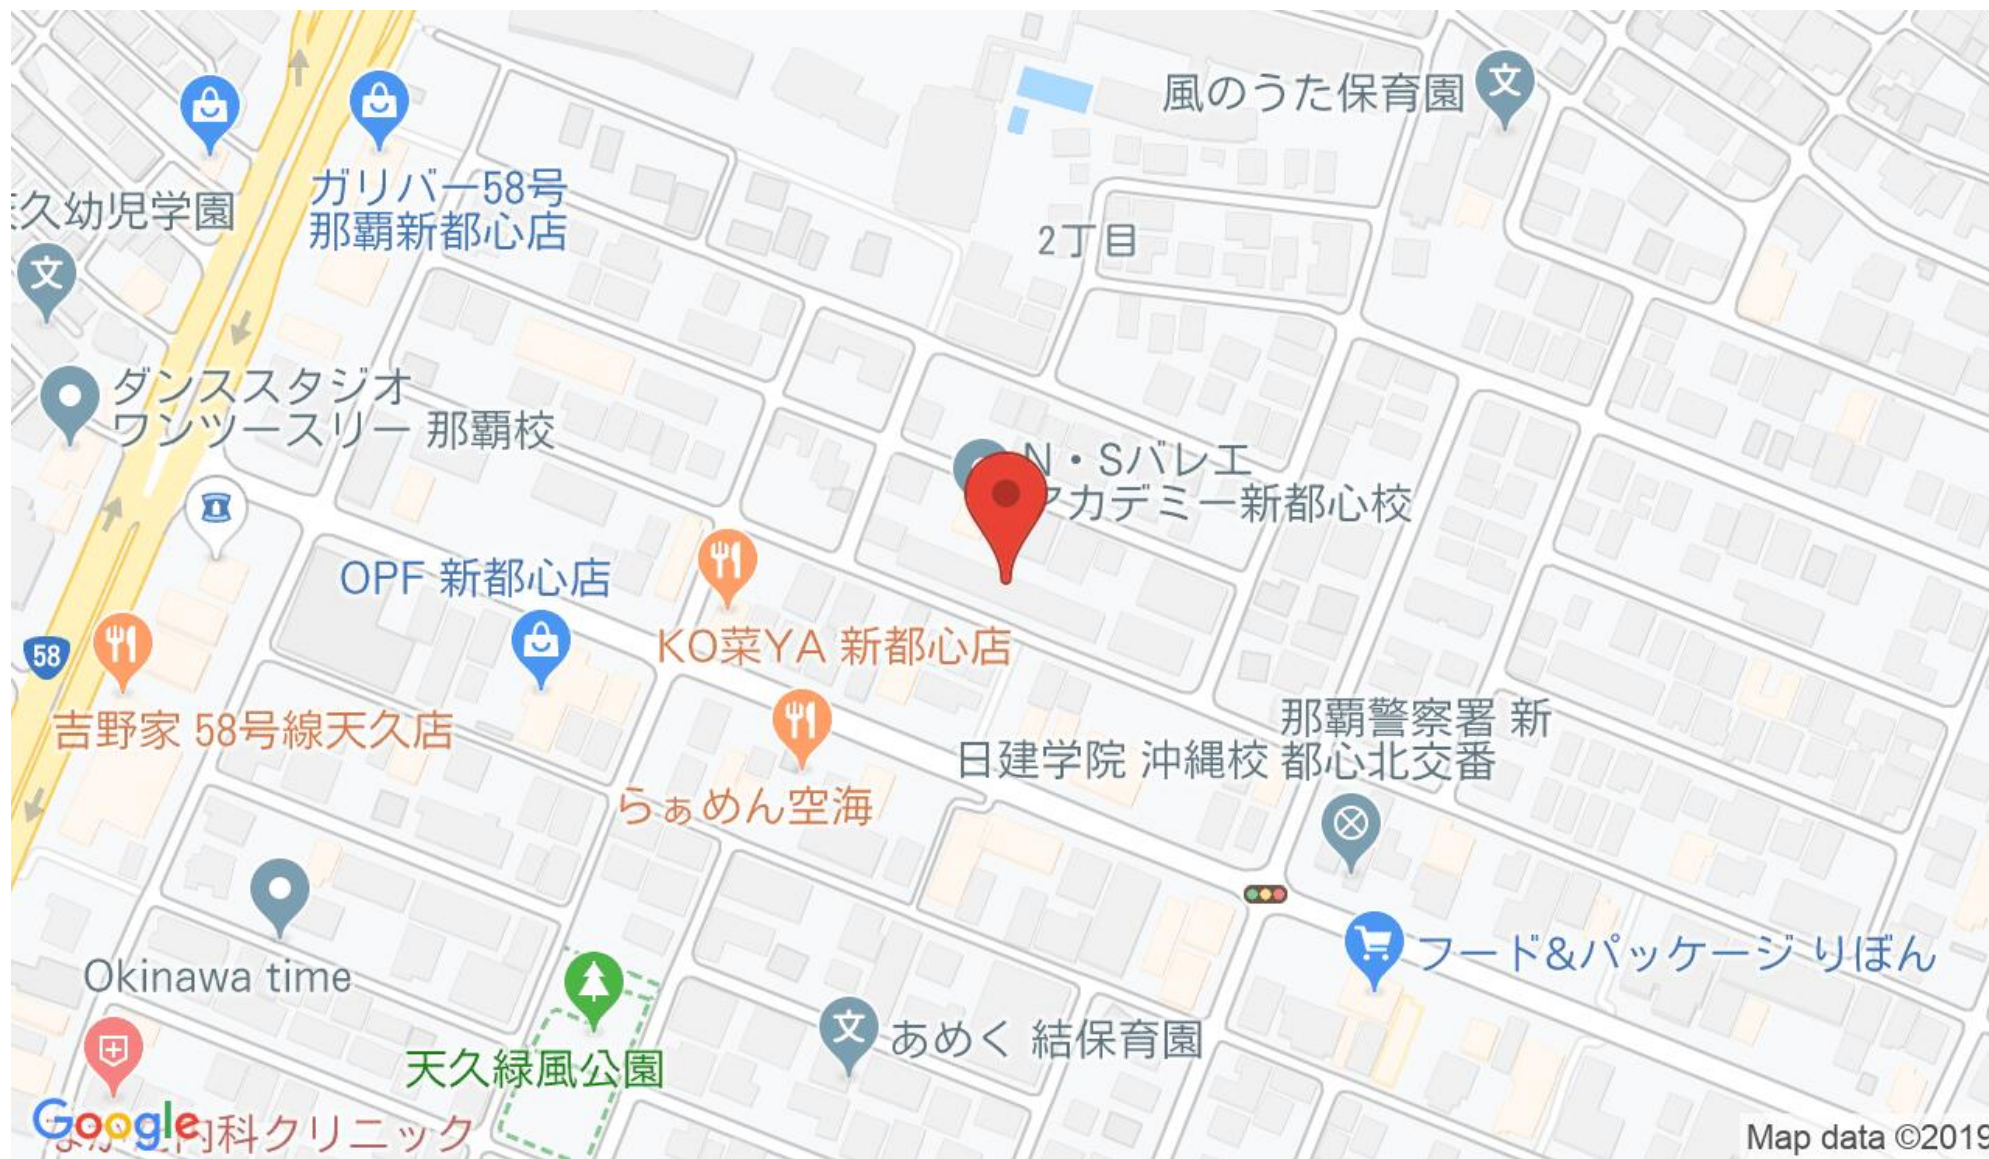 風のうた保育園
ガリバー58号
那覇新都心店
久幼児学園
2丁目
ダンススタジオ
ワンツースリー 那覇校
N・Sバレエ
アカデミー新都心校
OPF 新都心店
KO菜YA 新都心店
58
吉野家 58号線天久店
那覇警察署 新
都心北交番
日建学院 沖縄校
らぁめん空海
フード&パッケージ りぼん
Okinawa time
あめく 結保育園
天久緑風公園
Google
内科クリニック
Map data ©2019
文
文
文